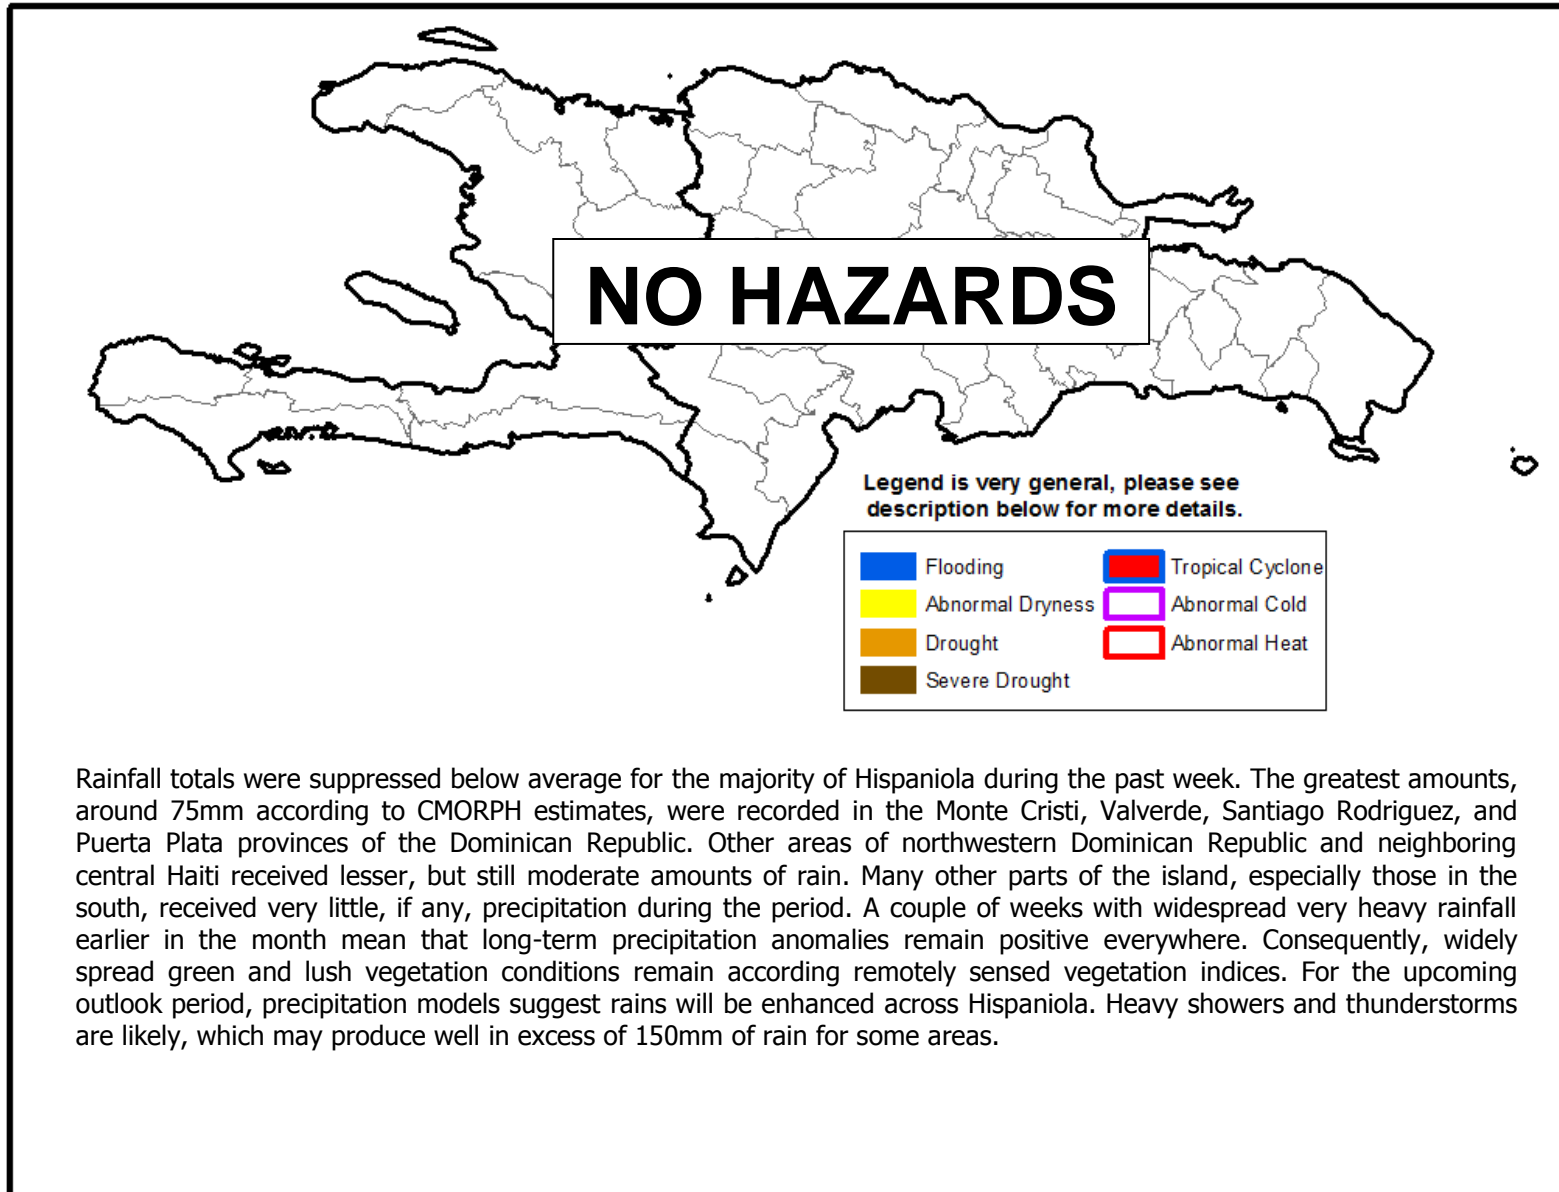 NO HAZARDS
Legend is very general, please see
description below for more details.
Flooding
Abnormal Dryness
Drought
Severe Drought
Tropical Cyclone
Abnormal Cold
Abnormal Heat
Rainfall totals were suppressed below average for the majority of Hispaniola during the past week. The greatest amounts,
around 75mm according to CMORPH estimates, were recorded in the Monte Cristi, Valverde, Santiago Rodriguez, and
Puerta Plata provinces of the Dominican Republic. Other areas of northwestern Dominican Republic and neighboring
central Haiti received lesser, but still moderate amounts of rain. Many other parts of the island, especially those in the
south, received very little, if any, precipitation during the period. A couple of weeks with widespread very heavy rainfall
earlier in the month mean that long-term precipitation anomalies remain positive everywhere. Consequently, widely
spread green and lush vegetation conditions remain according remotely sensed vegetation indices. For the upcoming
outlook period, precipitation models suggest rains will be enhanced across Hispaniola. Heavy showers and thunderstorms
are likely, which may produce well in excess of 150mm of rain for some areas.